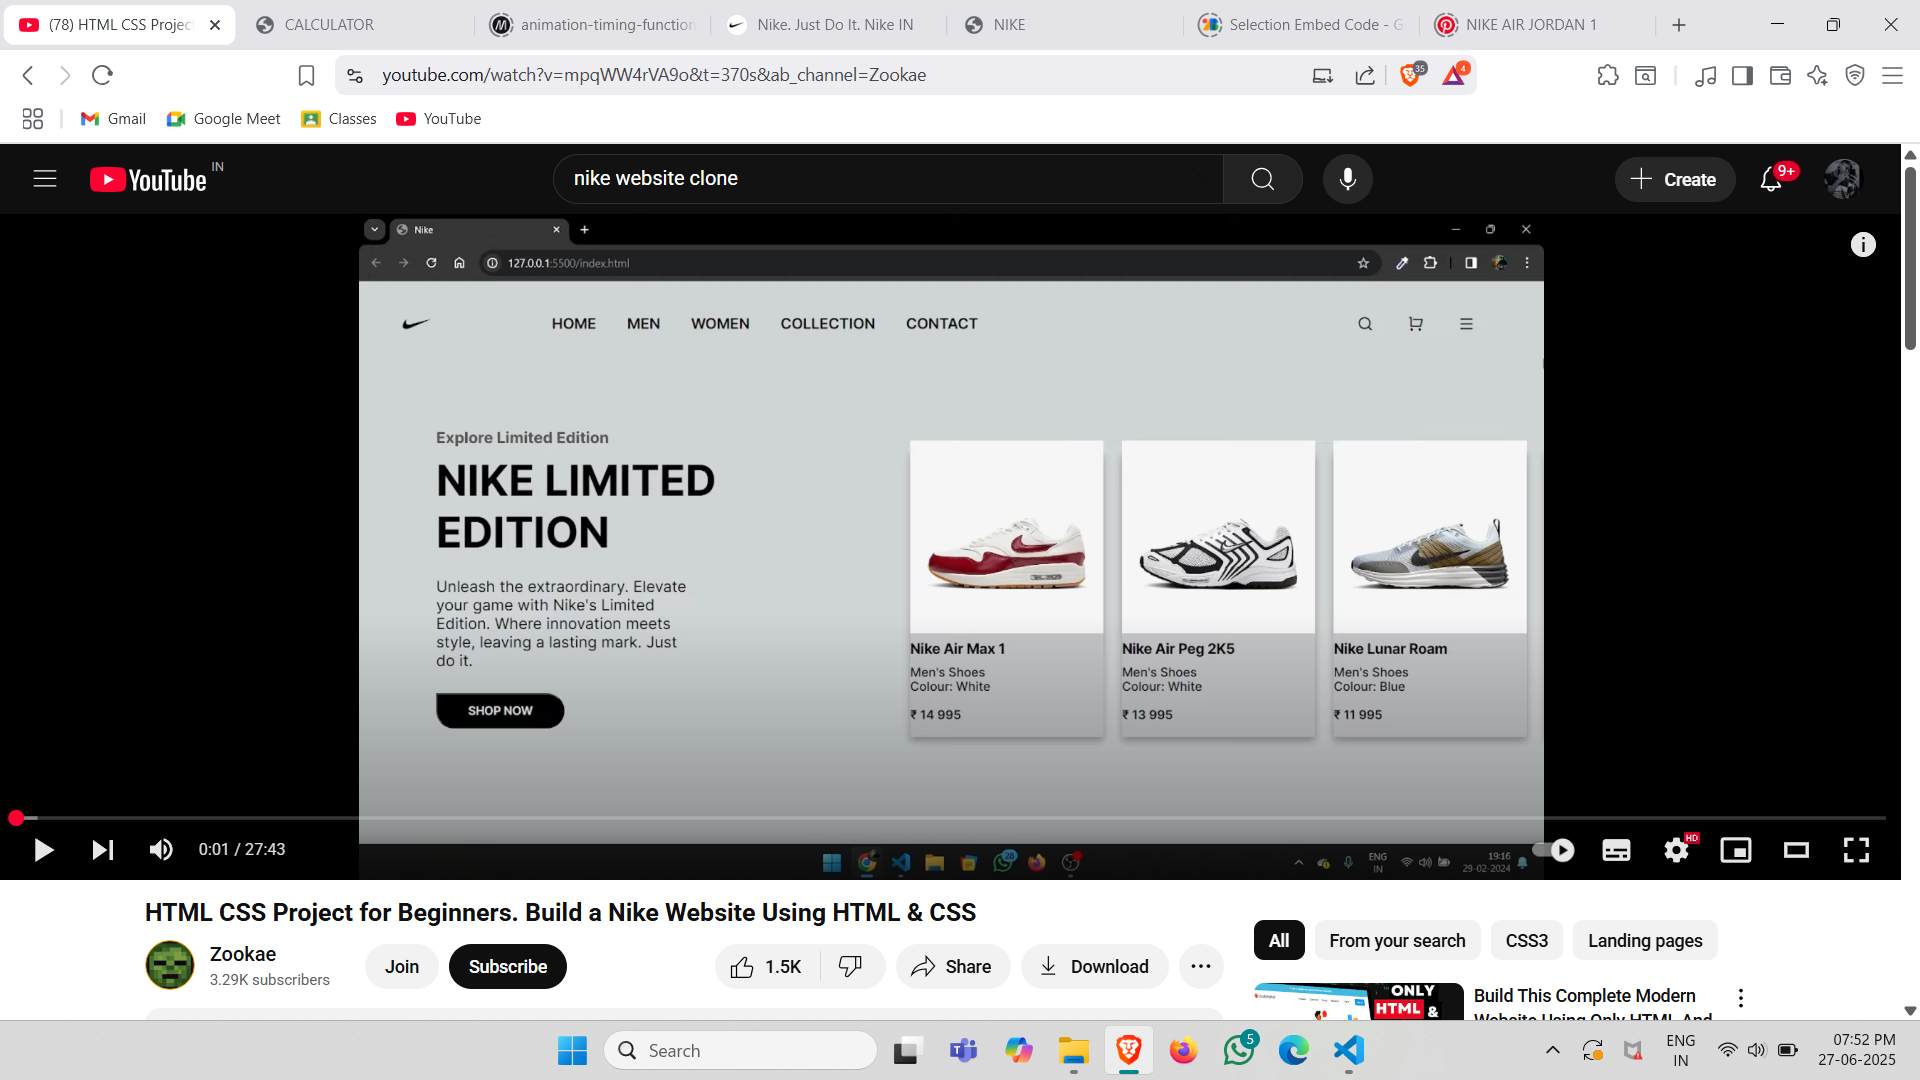 (78) HTML CSS Projec
CALCULATOR
animation-timing-function
Nike. Just Do It. Nike IN
NIKE
Selection Embed Code - G
NIKE AIR JORDAN 1
youtube.com/watch?v=mpqWW4rVA9o&t=370s&ab_channel=Zookae
35
4
Gmail
Google Meet
Classes
YouTube
YouTube IN
nike website clone
Create
9+
Nike
127.0.0.1:5500/index.html
HOME
MEN
WOMEN
COLLECTION
CONTACT
Explore Limited Edition
NIKE LIMITED
EDITION
Unleash the extraordinary. Elevate
your game with Nike's Limited
Edition. Where innovation meets
style, leaving a lasting mark. Just
do it.
SHOP NOW
Nike Air Max 1
Men's Shoes
Colour: White
₹ 14 995
Nike Air Peg 2K5
Men's Shoes
Colour: White
₹ 13 995
Nike Lunar Roam
Men's Shoes
Colour: Blue
₹ 11 995
0:01 / 27:43
HD
ENG
IN
19:16
29-02-2024
HTML CSS Project for Beginners. Build a Nike Website Using HTML & CSS
Zookae
3.29K subscribers
Join
Subscribe
1.5K
Share
Download
All
From your search
CSS3
Landing pages
ONLY
HTML &
Build This Complete Modern
Website Using Only HTML And
Search
5
ENG
IN
07:52 PM
27-06-2025